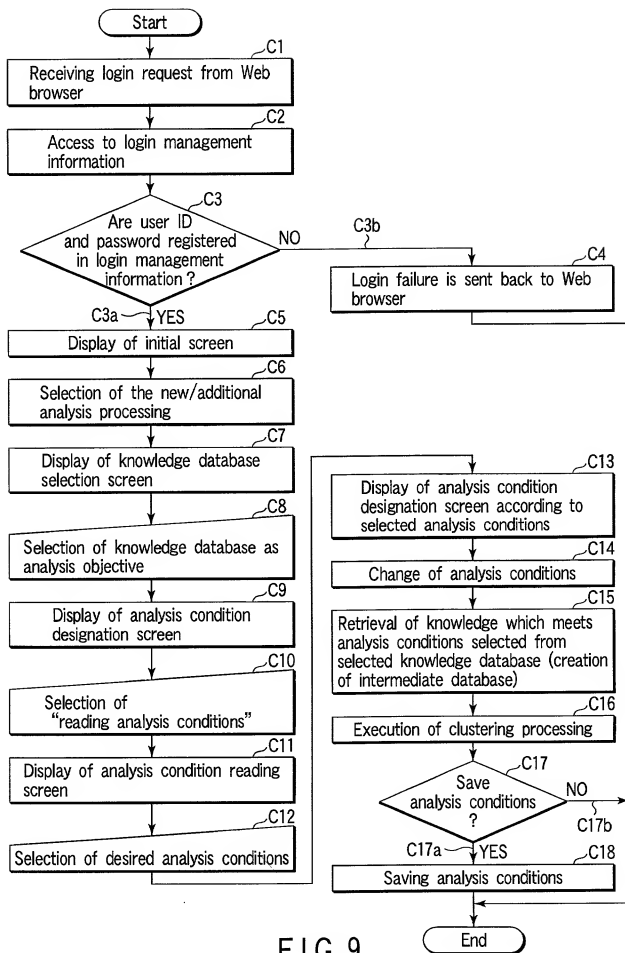 Start
C1
Receiving login request from Web
browser
C2
Access to login management
information
C3
Are user ID
and password registered
in login management
information ?
NO
C3b
C4
Login failure is sent back to Web
browser
C3a
YES
C5
Display of initial screen
C6
Selection of the new/additional
analysis processing
C7
Display of knowledge database
selection screen
C8
Selection of knowledge database as
analysis objective
C9
Display of analysis condition
designation screen
C10
Selection of
“reading analysis conditions”
C11
Display of analysis condition reading
screen
C12
Selection of desired analysis conditions
C13
Display of analysis condition
designation screen according to
selected analysis conditions
C14
Change of analysis conditions
C15
Retrieval of knowledge which meets
analysis conditions selected from
selected knowledge database (creation
of intermediate database)
C16
Execution of clustering processing
C17
Save
analysis conditions
?
NO
C17b
C17a
YES
C18
Saving analysis conditions
End
FIG. 9